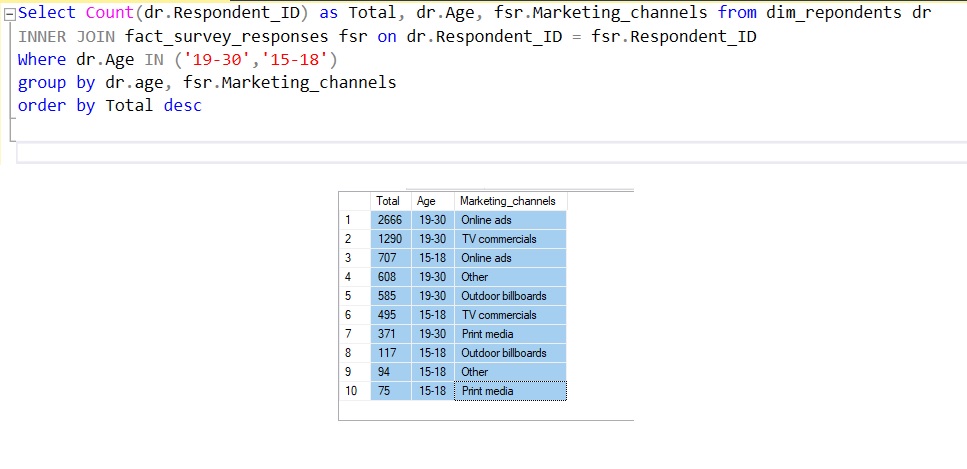 Select Count(dr.Respondent_ID) as Total, dr.Age, fsr.Marketing_channels from dim_repondents dr
INNER JOIN fact_survey_responses fsr on dr.Respondent_ID = fsr.Respondent_ID
Where dr.Age IN ('19-30','15-18')
group by dr.age, fsr.Marketing_channels
order by Total desc
Total Age Marketing_channels
1 2666 19-30 Online ads
2 1290 19-30 TV commercials
3 707 15-18 Online ads
4 608 19-30 Other
5 585 19-30 Outdoor billboards
6 495 15-18 TV commercials
7 371 19-30 Print media
8 117 15-18 Outdoor billboards
9 94 15-18 Other
10 75 15-18 Print media